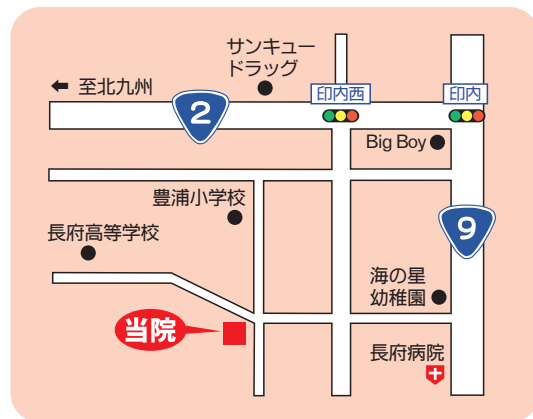 サンキュー
ドラッグ
← 至北九州
2
印内西
印内
Big Boy
豊浦小学校
長府高等学校
9
海の星
幼稚園
当院
長府病院